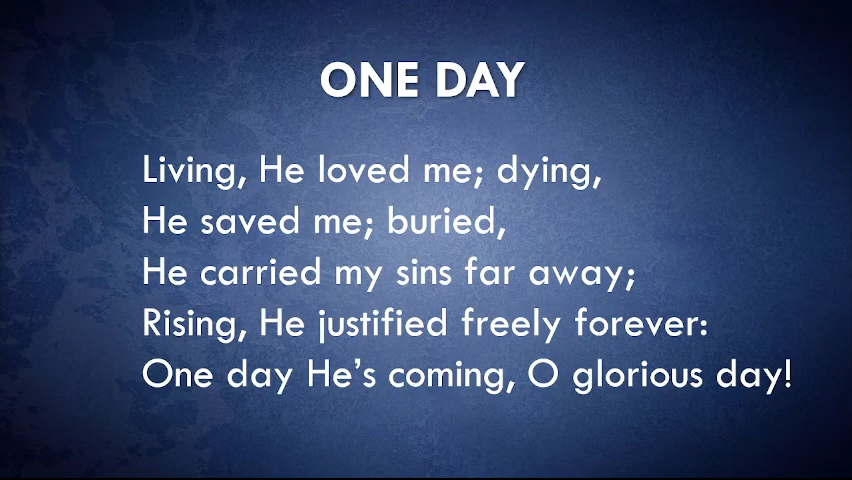 ONE DAY
Living, He loved me; dying,
He saved me; buried,
He carried my sins far away;
Rising, He justified freely forever:
One day He’s coming, O glorious day!